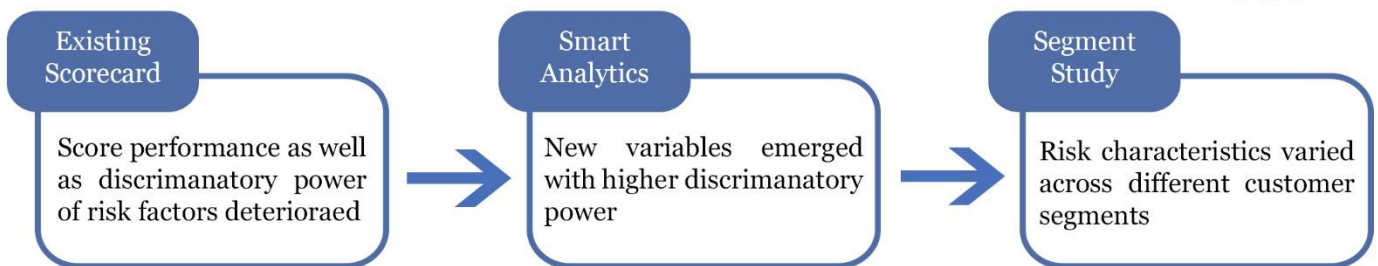 Existing
Scorecard
Score performance as well
as discrimanatory power
of risk factors deterioraed
Smart
Analytics
New variables emerged
with higher discrimanatory
power
Segment
Study
Risk characteristics varied
across different customer
segments